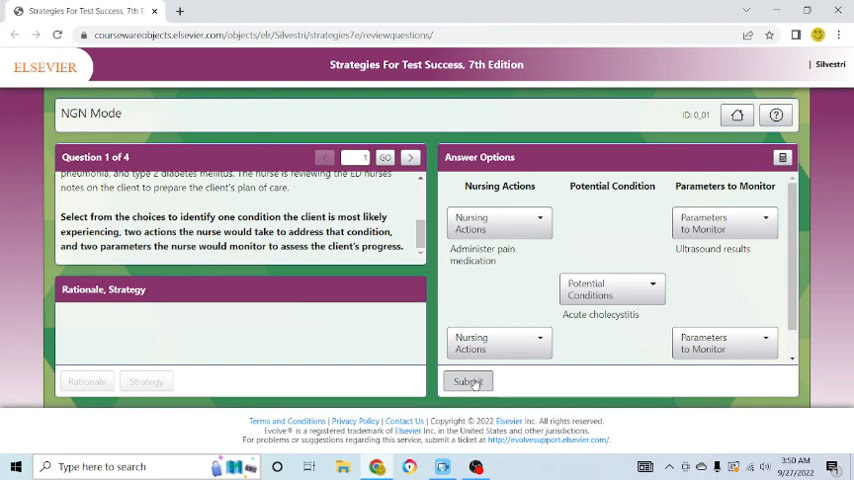 Strategies For Test Success, 7th E
coursewareobjects.elsevier.com/objects/elr/Silvestri/strategies7e/reviewquestions/
ELSEVIER
Strategies For Test Success, 7th Edition
Silvestri
NGN Mode
ID: 0_01
Question 1 of 4
1
GO
pneumonia, and type 2 diabetes mellitus. The nurse is reviewing the ED nurses
notes on the client to prepare the client's plan of care.
Select from the choices to identify one condition the client is most likely
experiencing, two actions the nurse would take to address that condition,
and two parameters the nurse would monitor to assess the client's progress.
Rationale, Strategy
Rationale
Strategy
Answer Options
Nursing Actions
Potential Condition
Parameters to Monitor
Nursing
Actions
Parameters
to Monitor
Administer pain
medication
Ultrasound results
Potential
Conditions
Acute cholecystitis
Nursing
Actions
Parameters
to Monitor
Submit
Terms and Conditions | Privacy Policy | Contact Us | Copyright © 2022 Elsevier Inc. All rights reserved.
Evolve® is a registered trademark of Elsevier Inc. in the United States and other jurisdictions.
For problems or suggestions regarding this service, submit a ticket at http://evolvesupport.elsevier.com/.
Type here to search
3:50 AM
9/27/2022